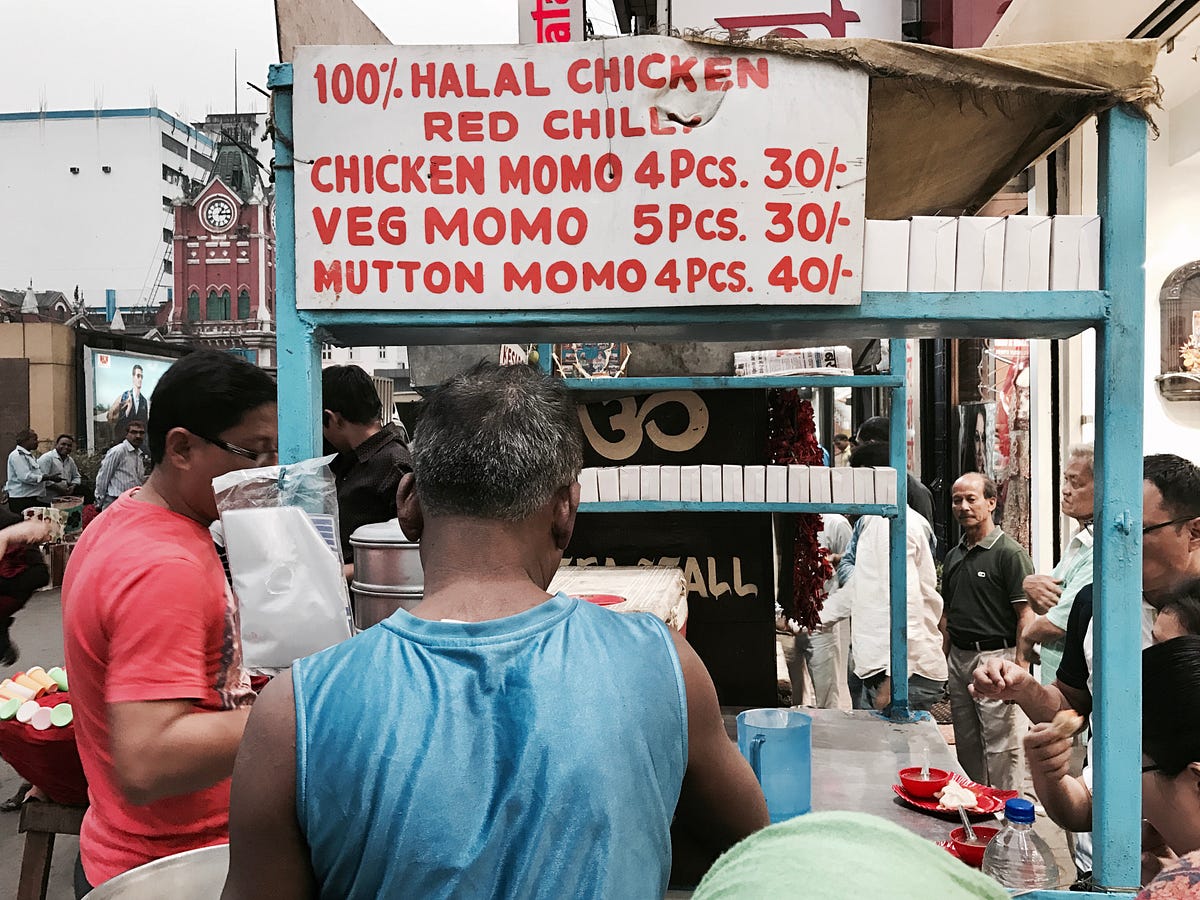 100% HALAL CHICKEN
RED CHILLY
CHICKEN MOMO 4 Pcs. 30/-
VEG MOMO 5 Pcs. 30/-
MUTTON MOMO 4 Pcs. 40/-